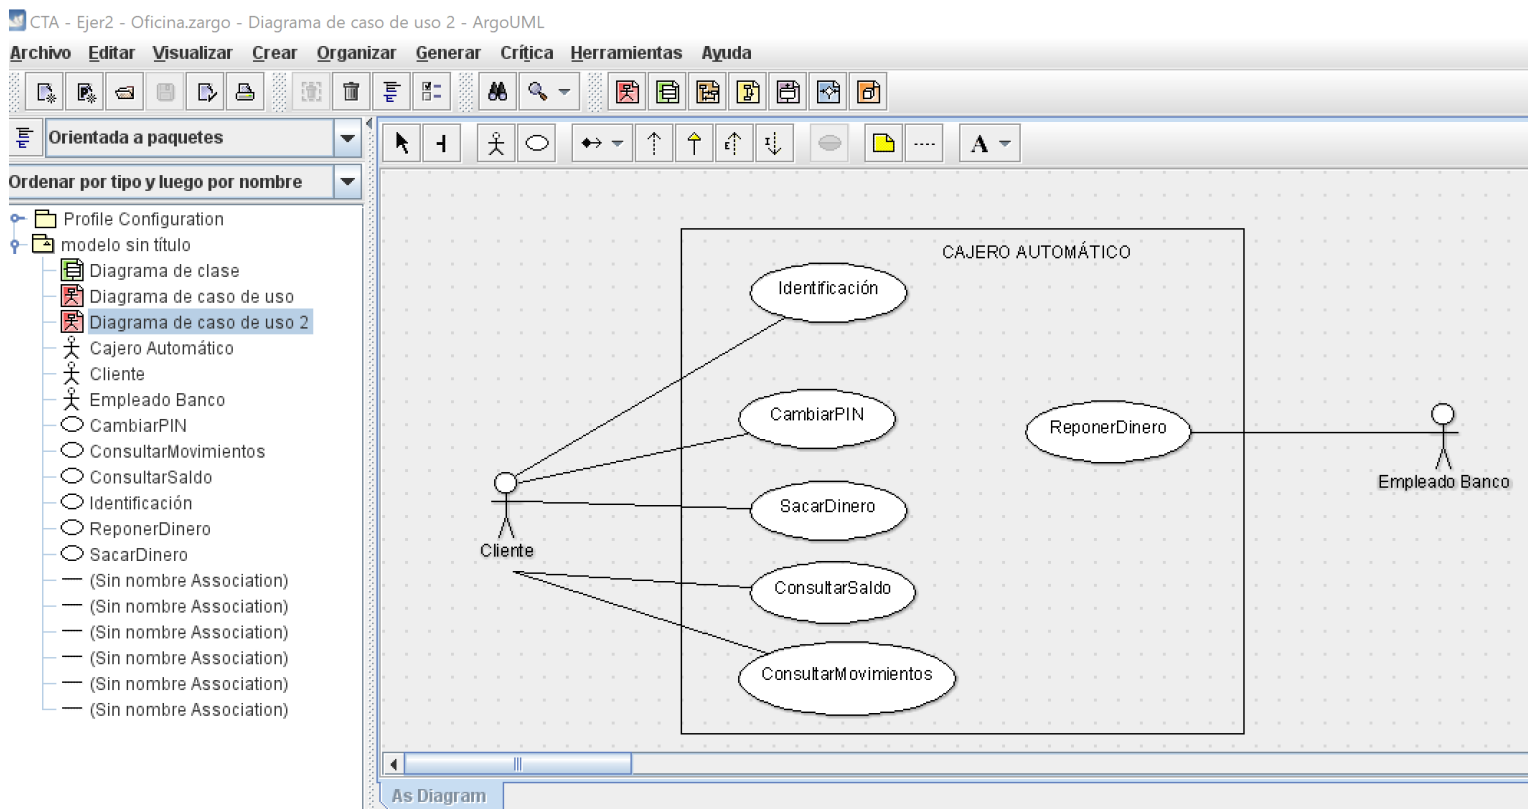 CTA - Ejer2 - Oficina.zargo - Diagrama de caso de uso 2 - ArgoUML
Archivo Editar Visualizar Crear Organizar Generar Crítica Herramientas Ayuda
Orientada a paquetes
A
Ordenar por tipo y luego por nombre
Profile Configuration
modelo sin título
Diagrama de clase
Diagrama de caso de uso
Diagrama de caso de uso 2
Cajero Automático
Cliente
Empleado Banco
CambiarPIN
ConsultarMovimientos
ConsultarSaldo
Identificación
ReponerDinero
SacarDinero
(Sin nombre Association)
(Sin nombre Association)
(Sin nombre Association)
(Sin nombre Association)
(Sin nombre Association)
(Sin nombre Association)
CAJERO AUTOMÁTICO
Identificación
CambiarPIN
ReponerDinero
Empleado Banco
SacarDinero
Cliente
ConsultarSaldo
ConsultarMovimientos
As Diagram